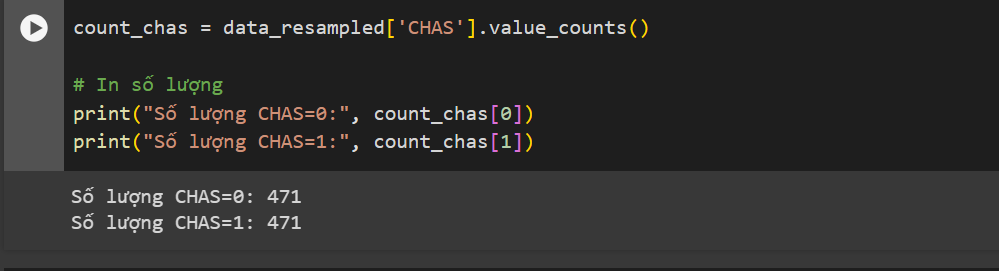 count_chas = data_resampled['CHAS'].value_counts()
# In số lượng
print("Số lượng CHAS=0:", count_chas[0])
print("Số lượng CHAS=1:", count_chas[1])
Số lượng CHAS=0: 471
Số lượng CHAS=1: 471